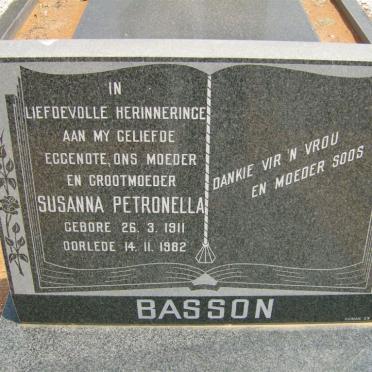 IN
LIEFDEVOLLE HERINNERINGE
AAN MY GELIEFDE
EGGENOTE, ONS MOEDER
EN GROOTMOEDER
SUSANNA PETRONELLA
GEBORE 26. 3. 1911
OORLEDE 14. 11. 1982
DANKIE VIR 'N VROU
EN MOEDER SOOS
BASSON